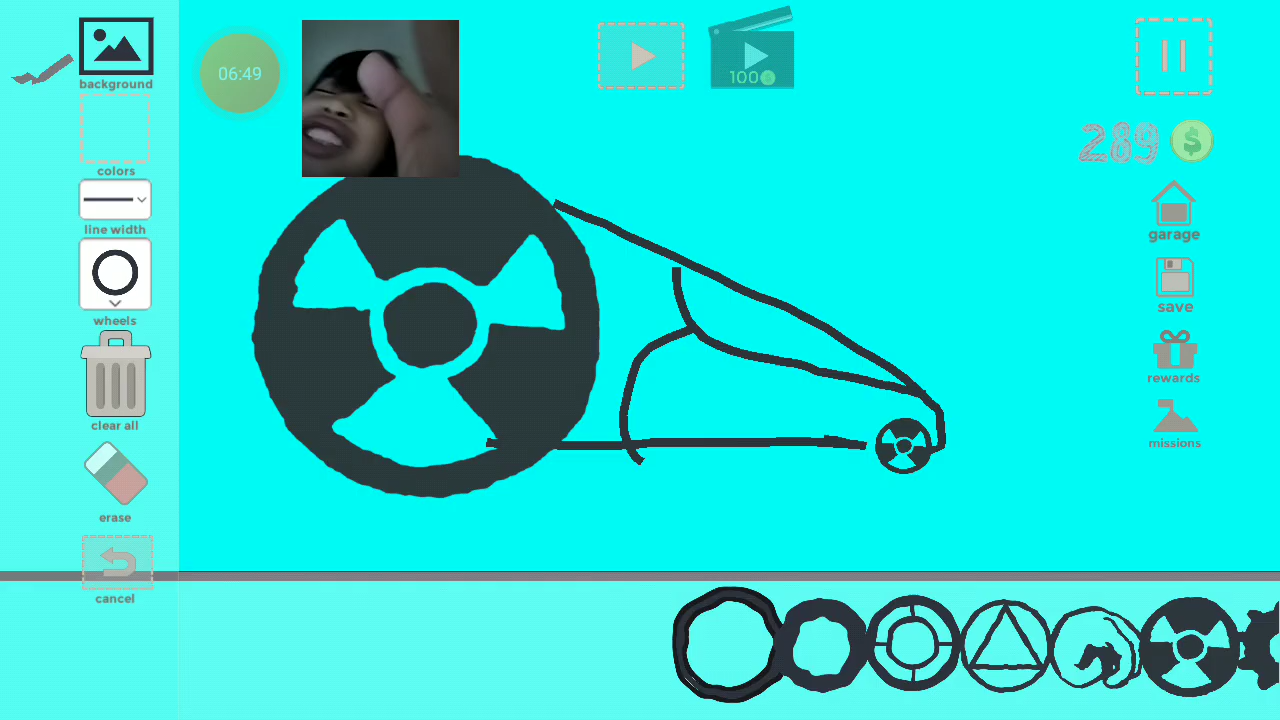 background
colors
line width
wheels
clear all
erase
cancel
06:49
100
289
$
garage
save
rewards
missions